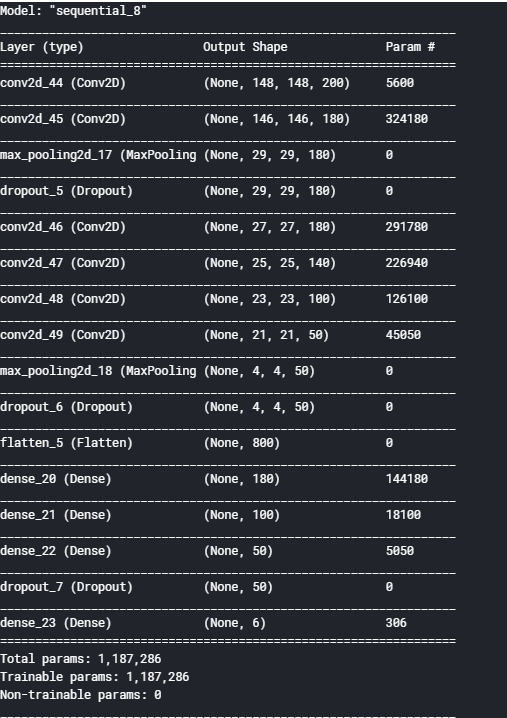 Model: "sequential_8"
_________________________________________________________________
Layer (type)                 Output Shape              Param #
=================================================================
conv2d_44 (Conv2D)           (None, 148, 148, 200)     5600
_________________________________________________________________
conv2d_45 (Conv2D)           (None, 146, 146, 180)     324180
_________________________________________________________________
max_pooling2d_17 (MaxPooling (None, 29, 29, 180)       0
_________________________________________________________________
dropout_5 (Dropout)          (None, 29, 29, 180)       0
_________________________________________________________________
conv2d_46 (Conv2D)           (None, 27, 27, 180)       291780
_________________________________________________________________
conv2d_47 (Conv2D)           (None, 25, 25, 140)       226940
_________________________________________________________________
conv2d_48 (Conv2D)           (None, 23, 23, 100)       126100
_________________________________________________________________
conv2d_49 (Conv2D)           (None, 21, 21, 50)        45050
_________________________________________________________________
max_pooling2d_18 (MaxPooling (None, 4, 4, 50)          0
_________________________________________________________________
dropout_6 (Dropout)          (None, 4, 4, 50)          0
_________________________________________________________________
flatten_5 (Flatten)          (None, 800)               0
_________________________________________________________________
dense_20 (Dense)             (None, 180)               144180
_________________________________________________________________
dense_21 (Dense)             (None, 100)               18100
_________________________________________________________________
dense_22 (Dense)             (None, 50)                5050
_________________________________________________________________
dropout_7 (Dropout)          (None, 50)                0
_________________________________________________________________
dense_23 (Dense)             (None, 6)                 306
=================================================================
Total params: 1,187,286
Trainable params: 1,187,286
Non-trainable params: 0
_________________________________________________________________